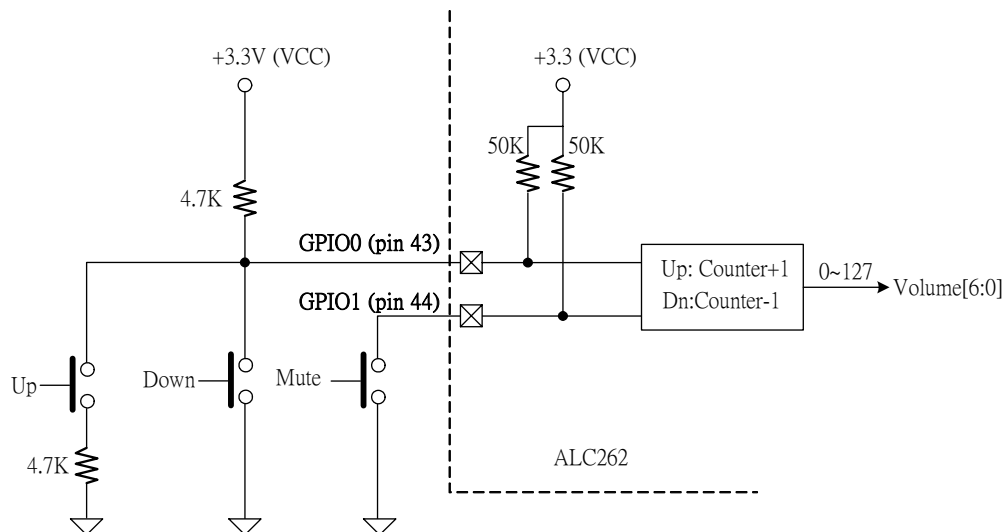 +3.3V (VCC)
+3.3 (VCC)
50K
50K
4.7K
GPIO0 (pin 43)
Up: Counter+1
Dn:Counter-1
0~127
Volume[6:0]
GPIO1 (pin 44)
Up
Down
Mute
4.7K
ALC262